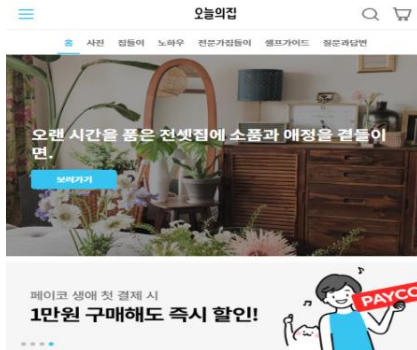 오늘의집
홈 사진 집들이 노하우 전문가집들이 셀프가이드 질문과답변
오랜 시간을 품은 전셋집에 소품과 애정을 곁들이
면.
보러가기
페이코 생애 첫 결제 시
1만원 구매해도 즉시 할인!
PAYCO